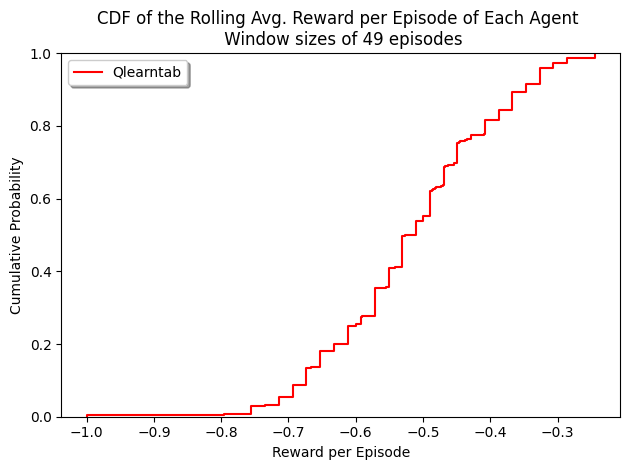 CDF of the Rolling Avg. Reward per Episode of Each Agent
Window sizes of 49 episodes
Qlearntab
Cumulative Probability
1.0
0.8
0.6
0.4
0.2
0.0
−1.0 −0.9 −0.8 −0.7 −0.6 −0.5 −0.4 −0.3
Reward per Episode